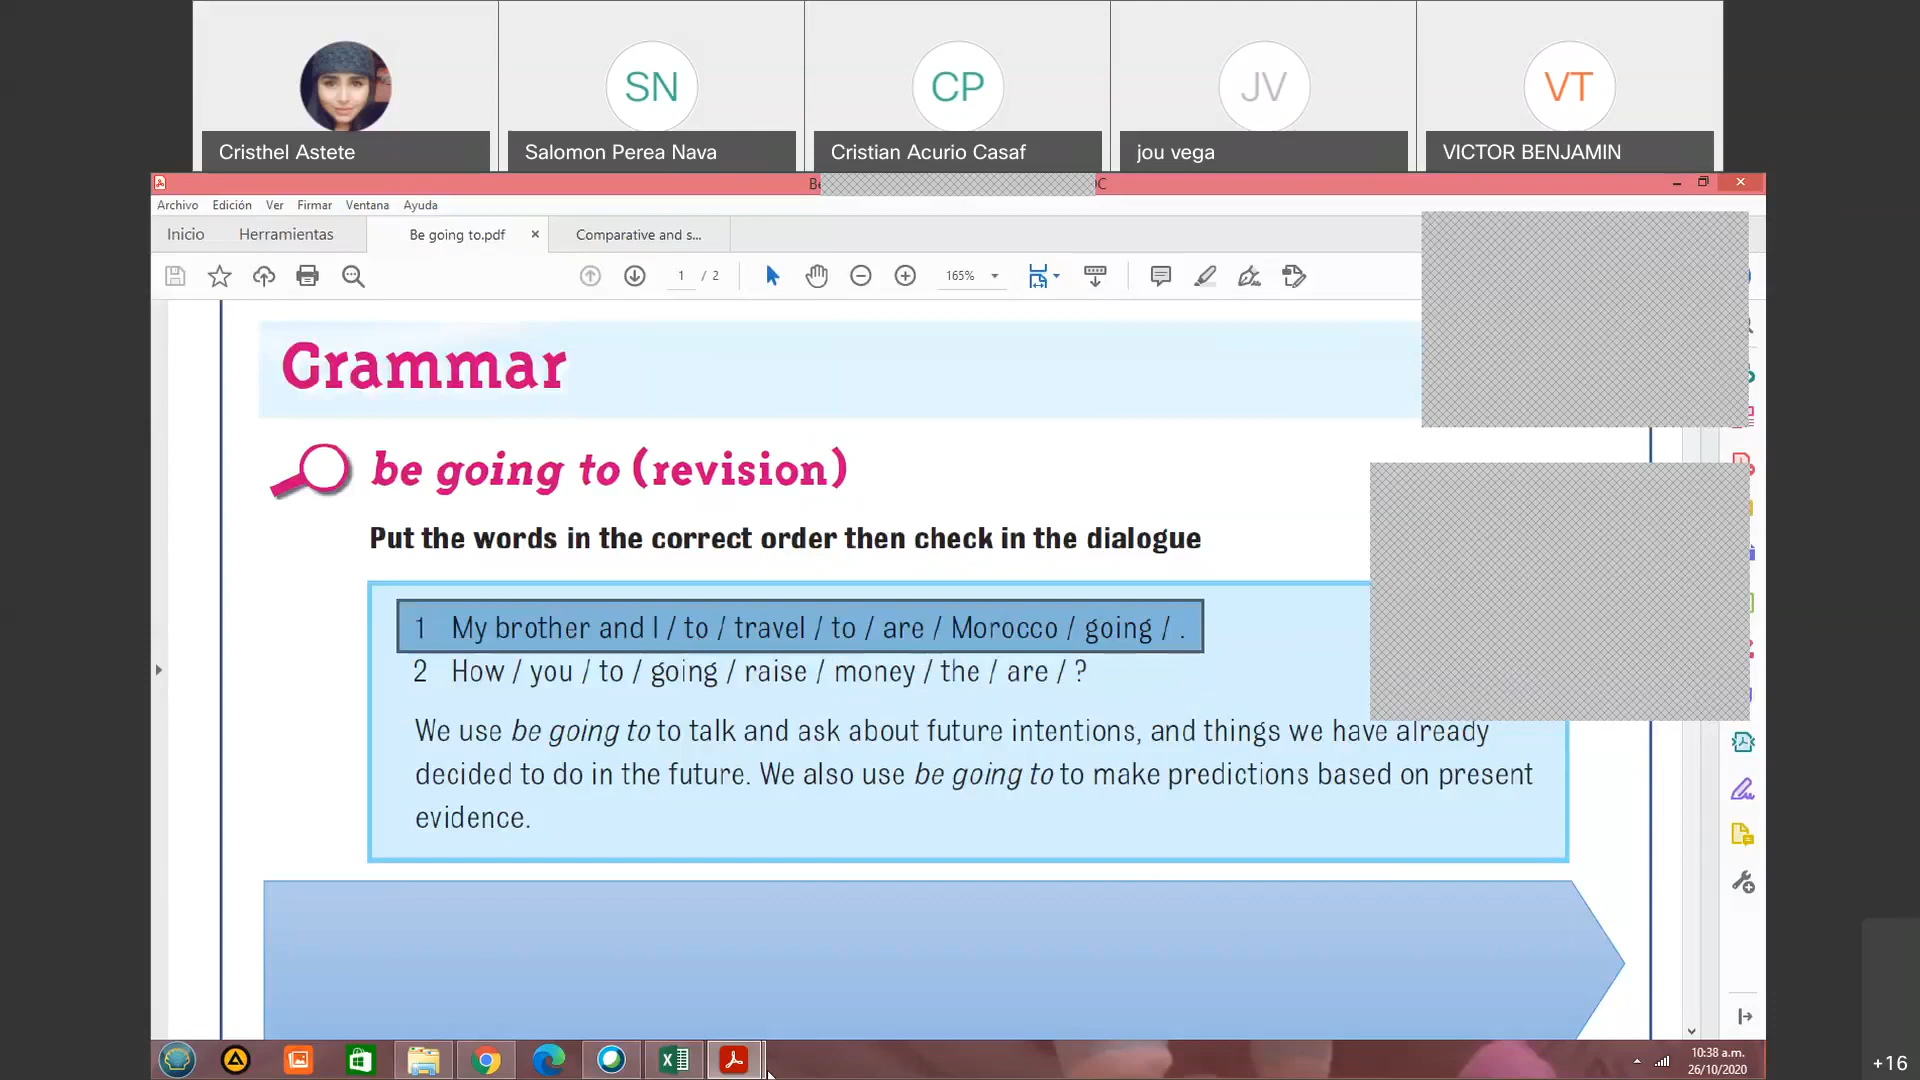 SN
CP
JV
VT
Cristhel Astete
Salomon Perea Nava
Cristian Acurio Casaf
jou vega
VICTOR BENJAMIN
Archivo Edición Ver Firmar Ventana Ayuda
Inicio Herramientas Be going to.pdf Comparative and s...
1 / 2 165%
Grammar
be going to (revision)
Put the words in the correct order then check in the dialogue
1 My brother and I / to / travel / to / are / Morocco / going / .
2 How / you / to / going / raise / money / the / are / ?
We use be going to to talk and ask about future intentions, and things we have already
decided to do in the future. We also use be going to to make predictions based on present
evidence.
10:38 a.m.
26/10/2020
+16